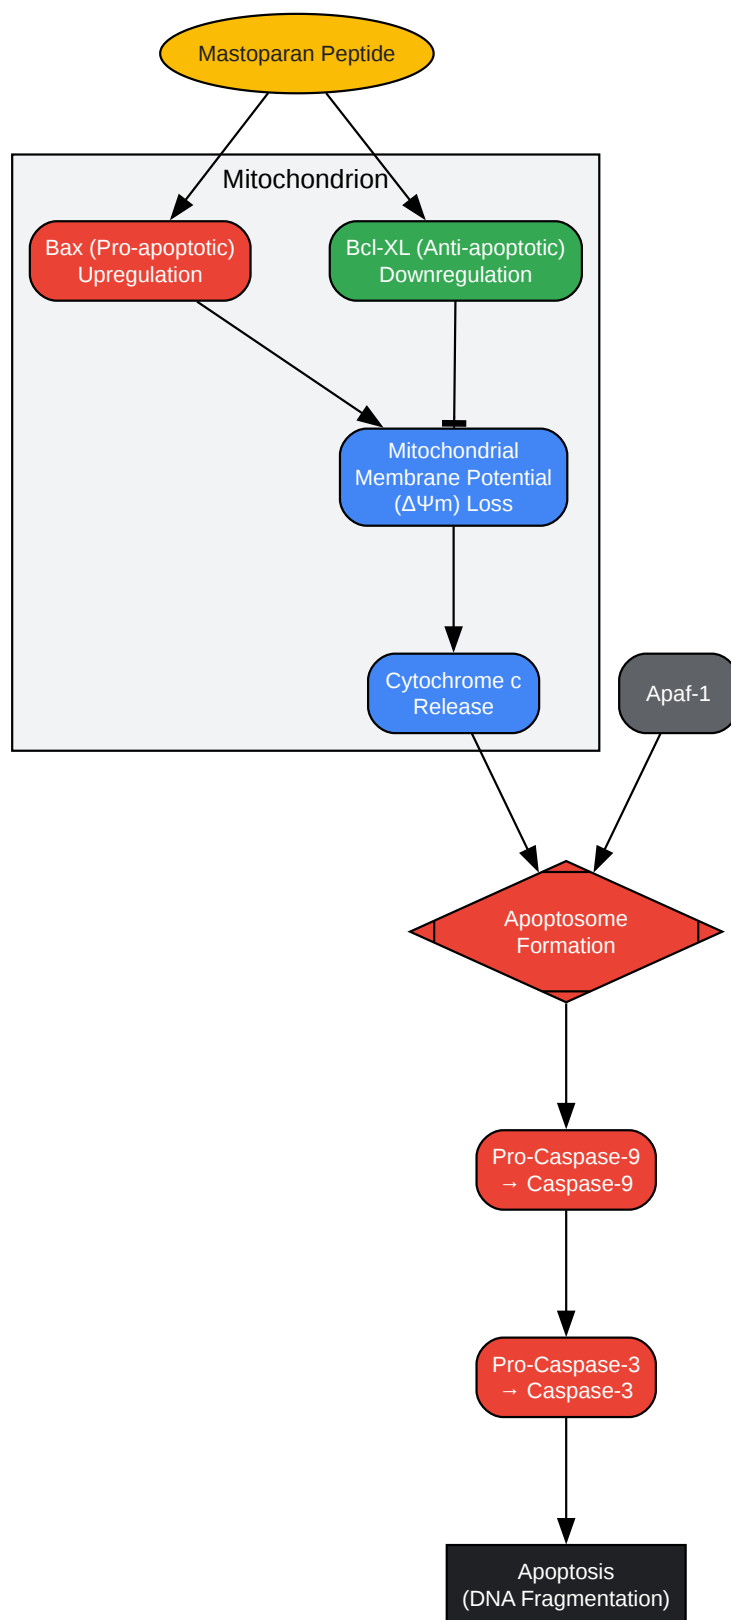 Mastoparan Peptide
Mitochondrion
Bax (Pro-apoptotic)
Upregulation
Bcl-XL (Anti-apoptotic)
Downregulation
Mitochondrial
Membrane Potential
(ΔΨm) Loss
Cytochrome c
Release
Apaf-1
Apoptosome
Formation
Pro-Caspase-9
→ Caspase-9
Pro-Caspase-3
→ Caspase-3
Apoptosis
(DNA Fragmentation)